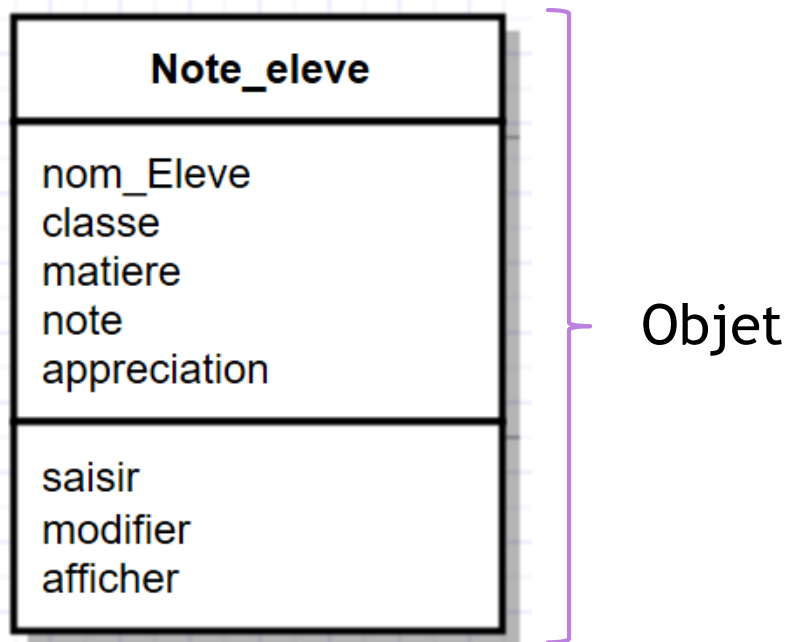 Note_eleve
nom_Eleve
classe
matiere
note
appreciation
saisir
modifier
afficher
Objet